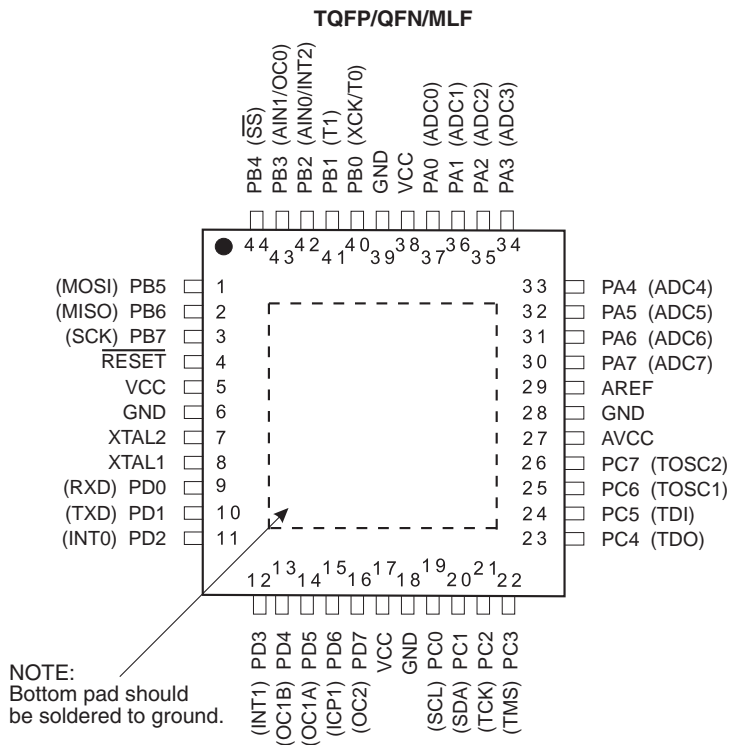 TQFP/QFN/MLF
PB4 (SS)
PB3 (AIN1/OC0)
PB2 (AIN0/INT2)
PB1 (T1)
PB0 (XCK/T0)
GND
VCC
PA0 (ADC0)
PA1 (ADC1)
PA2 (ADC2)
PA3 (ADC3)
44 43 42 41 40 39 38 37 36 35 34
(MOSI) PB5 1
(MISO) PB6 2
(SCK) PB7 3
RESET 4
VCC 5
GND 6
XTAL2 7
XTAL1 8
(RXD) PD0 9
(TXD) PD1 10
(INT0) PD2 11
33 PA4 (ADC4)
32 PA5 (ADC5)
31 PA6 (ADC6)
30 PA7 (ADC7)
29 AREF
28 GND
27 AVCC
26 PC7 (TOSC2)
25 PC6 (TOSC1)
24 PC5 (TDI)
23 PC4 (TDO)
12 13 14 15 16 17 18 19 20 21 22
(INT1) PD3
(OC1B) PD4
(OC1A) PD5
(ICP1) PD6
(OC2) PD7
VCC
GND
(SCL) PC0
(SDA) PC1
(TCK) PC2
(TMS) PC3
NOTE:
Bottom pad should
be soldered to ground.